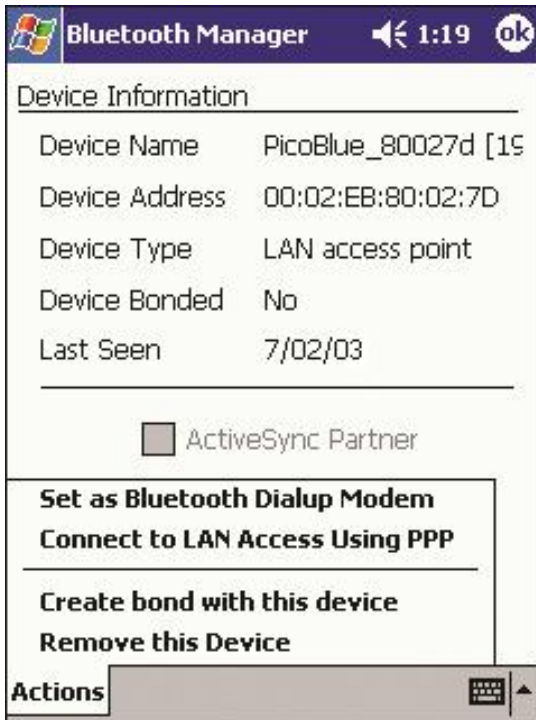 Bluetooth Manager 1:19 ok
Device Information
Device Name PicoBlue_80027d [19
Device Address 00:02:EB:80:02:7D
Device Type LAN access point
Device Bonded No
Last Seen 7/02/03
ActiveSync Partner
Set as Bluetooth Dialup Modem
Connect to LAN Access Using PPP
Create bond with this device
Remove this Device
Actions